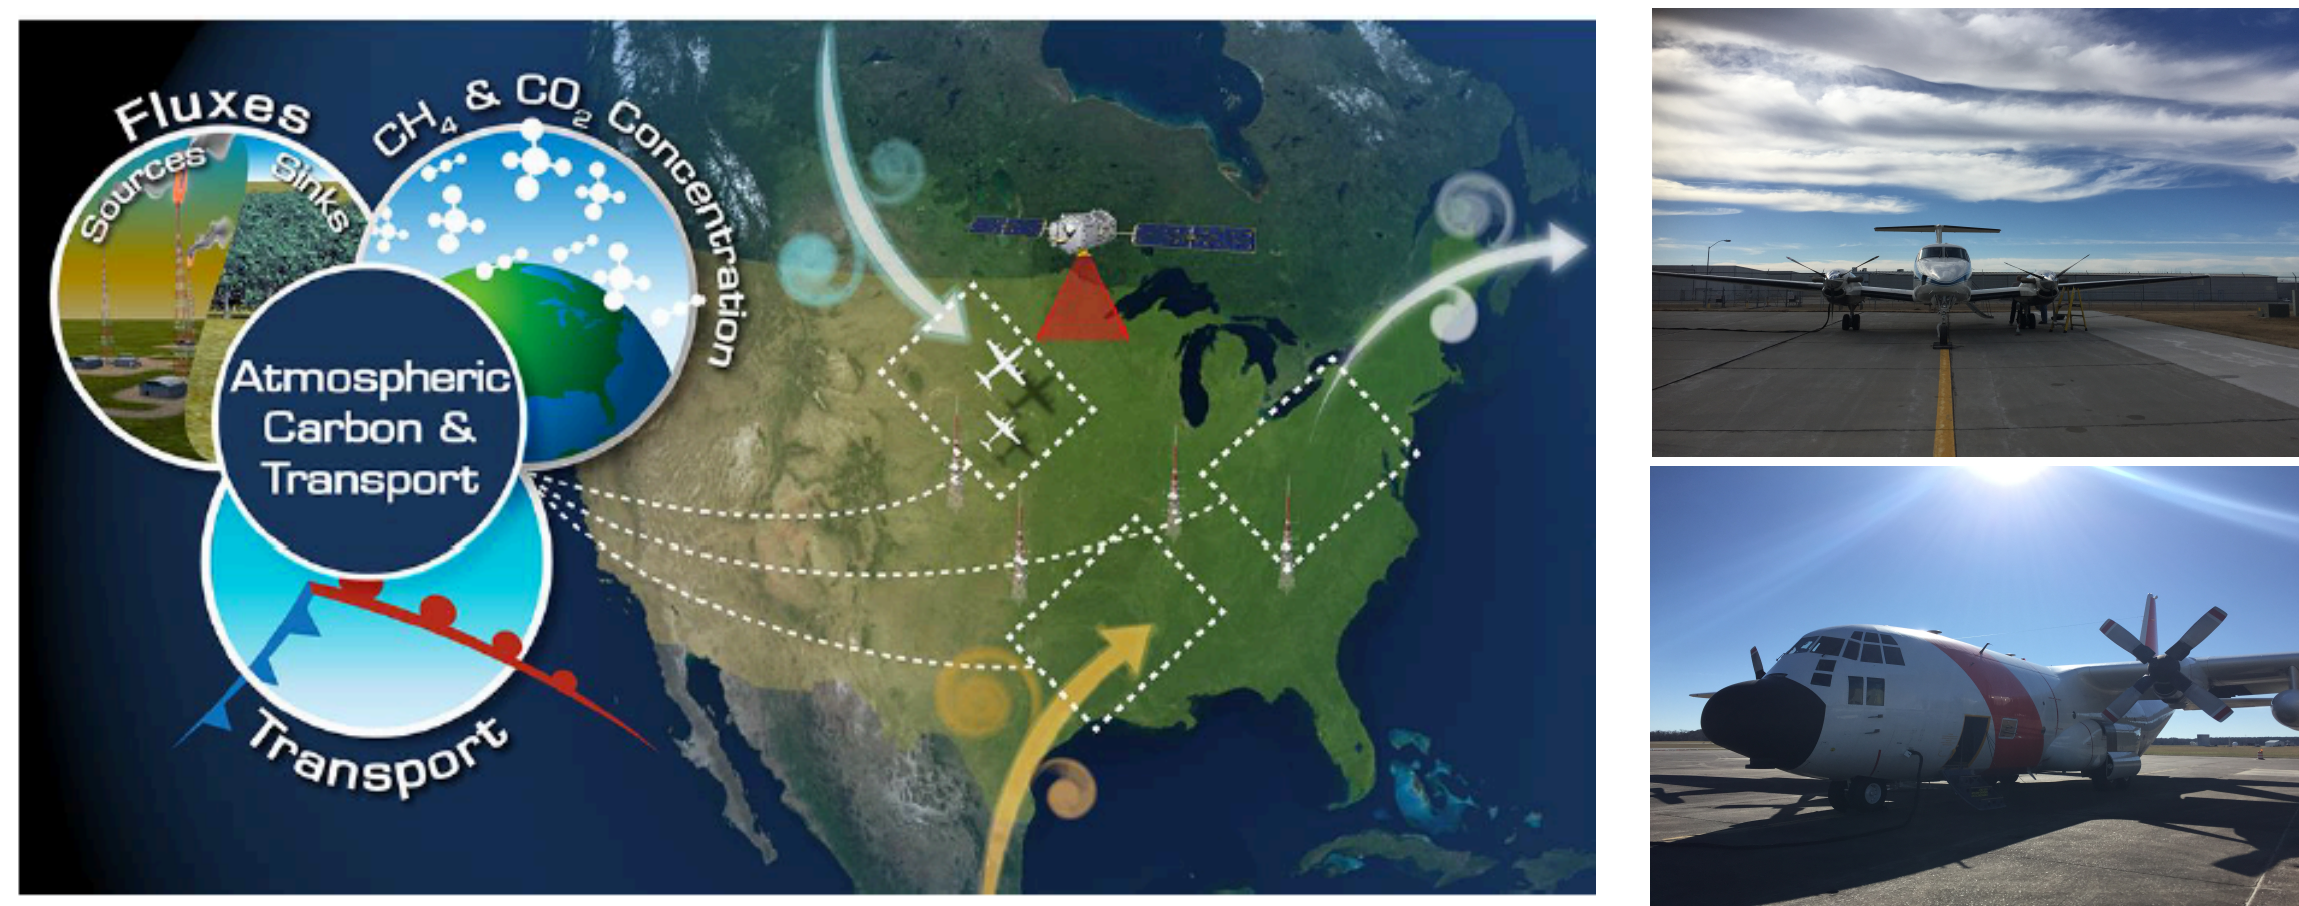 Fluxes
Sources
Sinks
CH₄ & CO₂ Concentration
Atmospheric
Carbon &
Transport
Transport